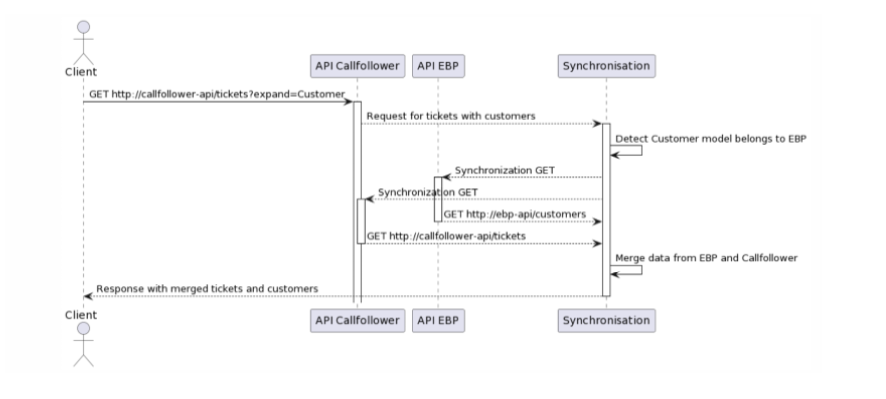 Client
API Callfollower
API EBP
Synchronisation
GET http://callfollower-api/tickets?expand=Customer
Request for tickets with customers
Detect Customer model belongs to EBP
Synchronization GET
Synchronization GET
GET http://ebp-api/customers
GET http://callfollower-api/tickets
Merge data from EBP and Callfollower
Response with merged tickets and customers
Client
API Callfollower
API EBP
Synchronisation